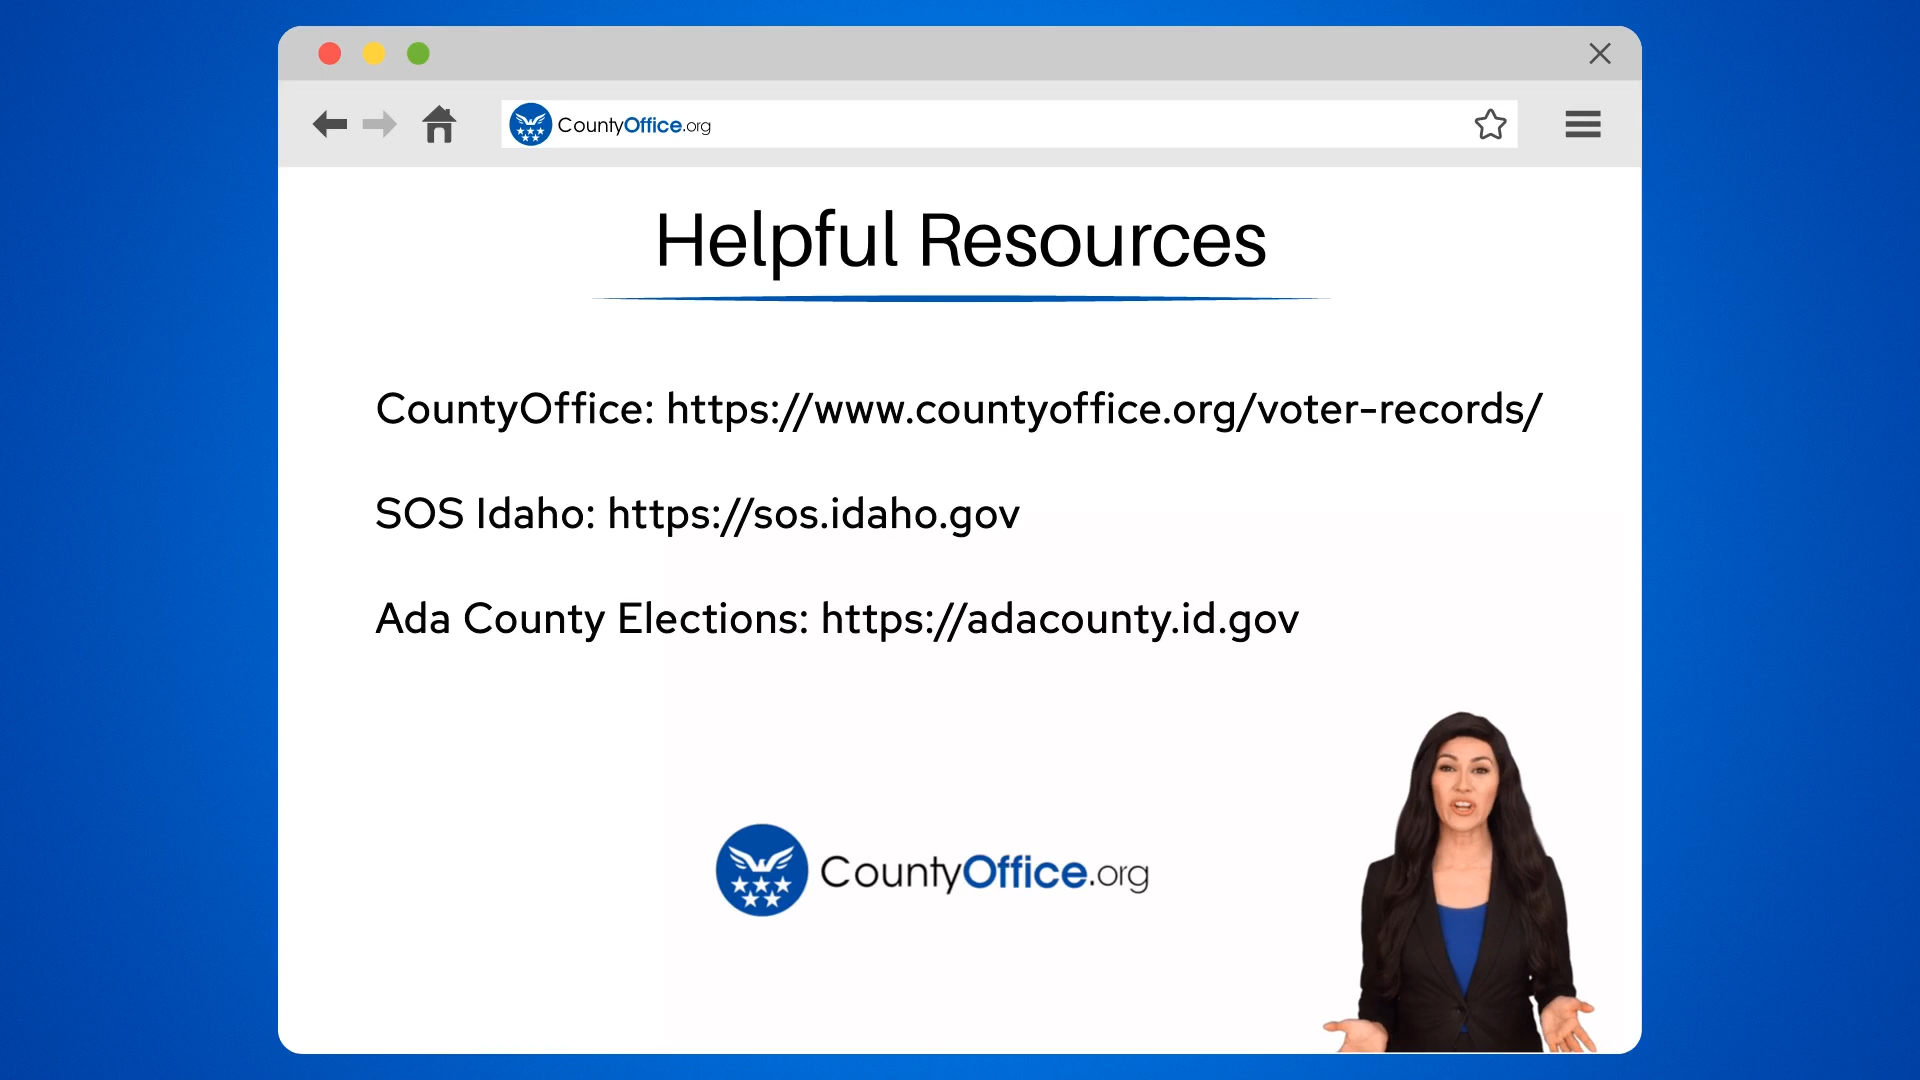 CountyOffice.org
Helpful Resources
CountyOffice: https://www.countyoffice.org/voter-records/
SOS Idaho: https://sos.idaho.gov
Ada County Elections: https://adacounty.id.gov
CountyOffice.org